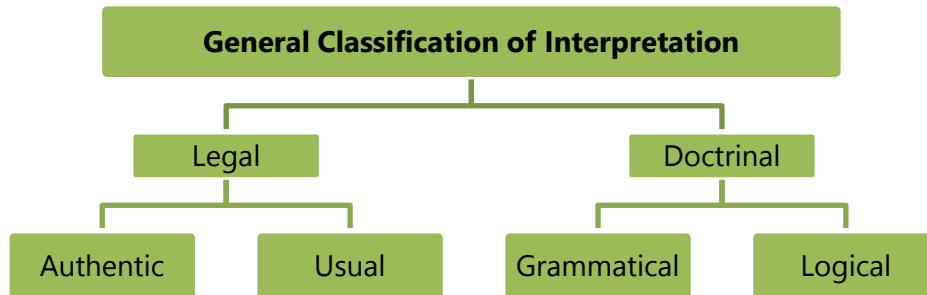 General Classification of Interpretation
Legal
Doctrinal
Authentic
Usual
Grammatical
Logical